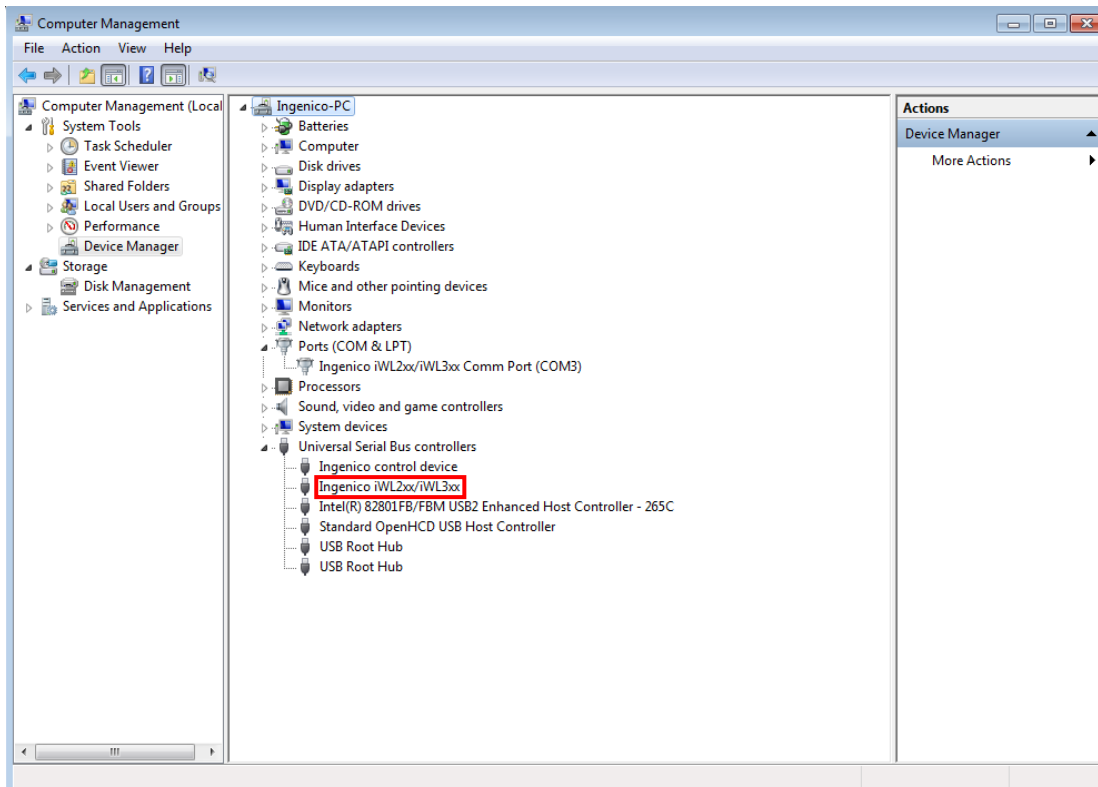 Computer Management
File Action View Help
Computer Management (Local
System Tools
Task Scheduler
Event Viewer
Shared Folders
Local Users and Groups
Performance
Device Manager
Storage
Disk Management
Services and Applications
Ingenico-PC
Batteries
Computer
Disk drives
Display adapters
DVD/CD-ROM drives
Human Interface Devices
IDE ATA/ATAPI controllers
Keyboards
Mice and other pointing devices
Monitors
Network adapters
Ports (COM & LPT)
Ingenico iWL2xx/iWL3xx Comm Port (COM3)
Processors
Sound, video and game controllers
System devices
Universal Serial Bus controllers
Ingenico control device
Ingenico iWL2xx/iWL3xx
Intel(R) 82801FB/FBM USB2 Enhanced Host Controller - 265C
Standard OpenHCD USB Host Controller
USB Root Hub
USB Root Hub
Actions
Device Manager
More Actions